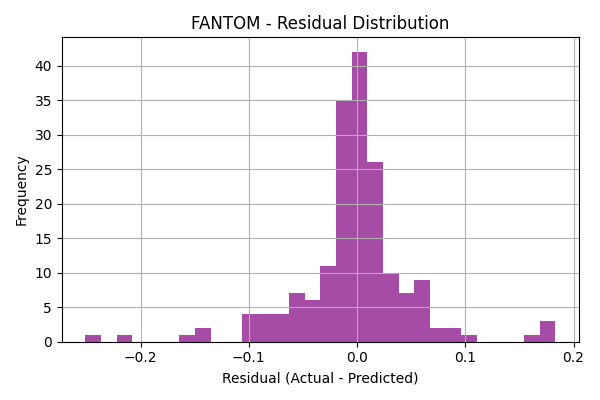 FANTOM - Residual Distribution
Frequency
40
35
30
25
20
15
10
5
0
−0.2 −0.1 0.0 0.1 0.2
Residual (Actual - Predicted)